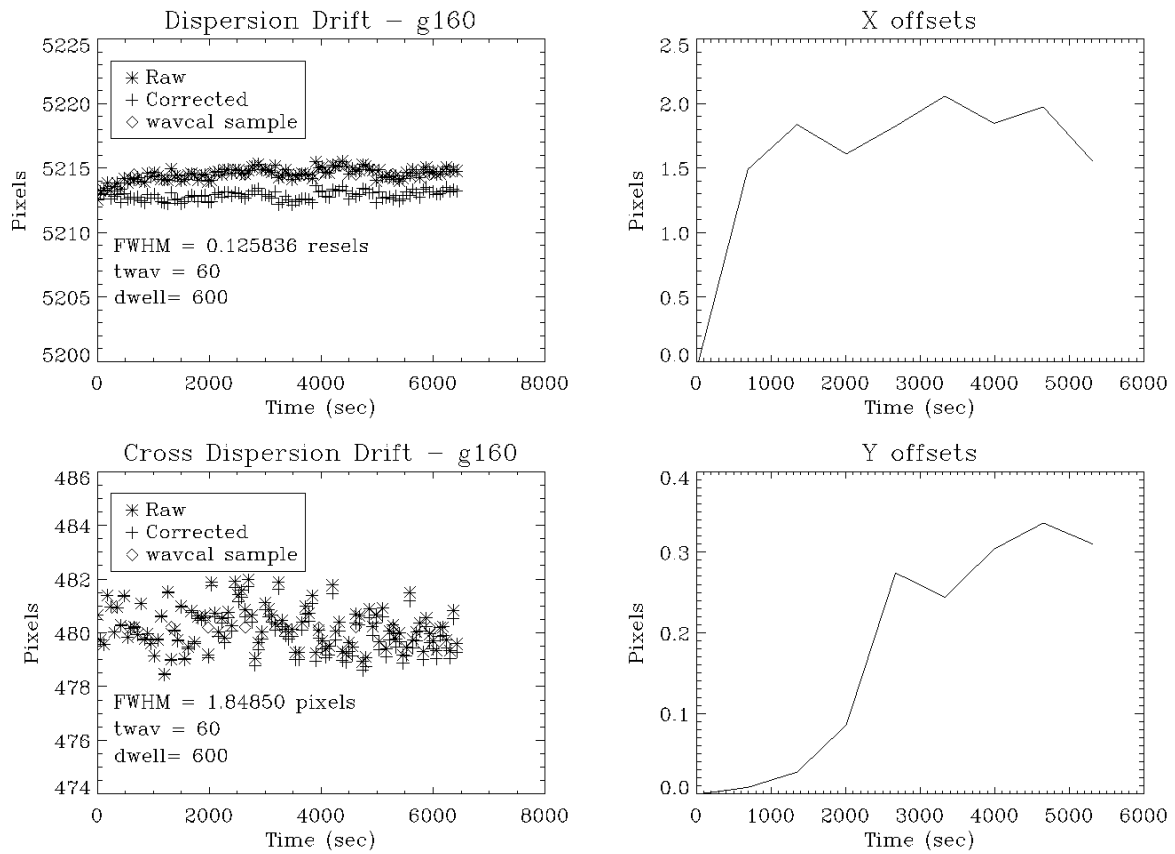 Dispersion Drift – g160
5225
5220
5215
5210
5205
5200
Pixels
Raw
Corrected
wavcal sample
FWHM = 0.125836 resels
twav = 60
dwell= 600
0 2000 4000 6000 8000
Time (sec)
X offsets
2.5
2.0
1.5
1.0
0.5
0.0
Pixels
0 1000 2000 3000 4000 5000 6000
Time (sec)
Cross Dispersion Drift – g160
486
484
482
480
478
476
474
Pixels
Raw
Corrected
wavcal sample
FWHM = 1.84850 pixels
twav = 60
dwell= 600
0 2000 4000 6000 8000
Time (sec)
Y offsets
0.4
0.3
0.2
0.1
0.0
Pixels
0 1000 2000 3000 4000 5000 6000
Time (sec)